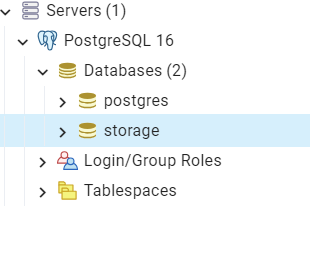 Servers (1)
PostgreSQL 16
Databases (2)
postgres
storage
Login/Group Roles
Tablespaces